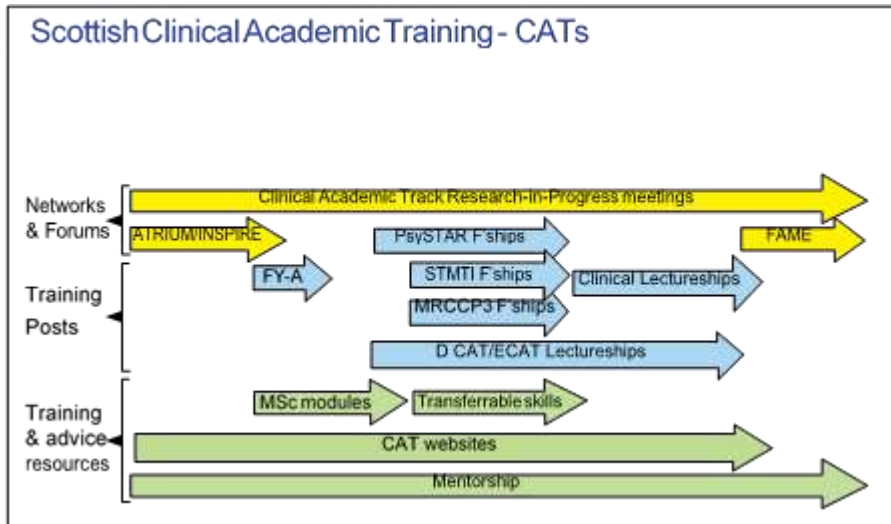 Scottish Clinical Academic Training - CATs
Clinical Academic Track Research-in-Progress meetings
Networks
& Forums
ATRIUM/INSPIRE
PsySTAR F'ships
FAME
FY-A
STMTI F'ships
Clinical Lectureships
Training
Posts
MRCCP3 F'ships
D CAT/ECAT Lectureships
MSc modules
Transferrable skills
Training
& advice
resources
CAT websites
Mentorship